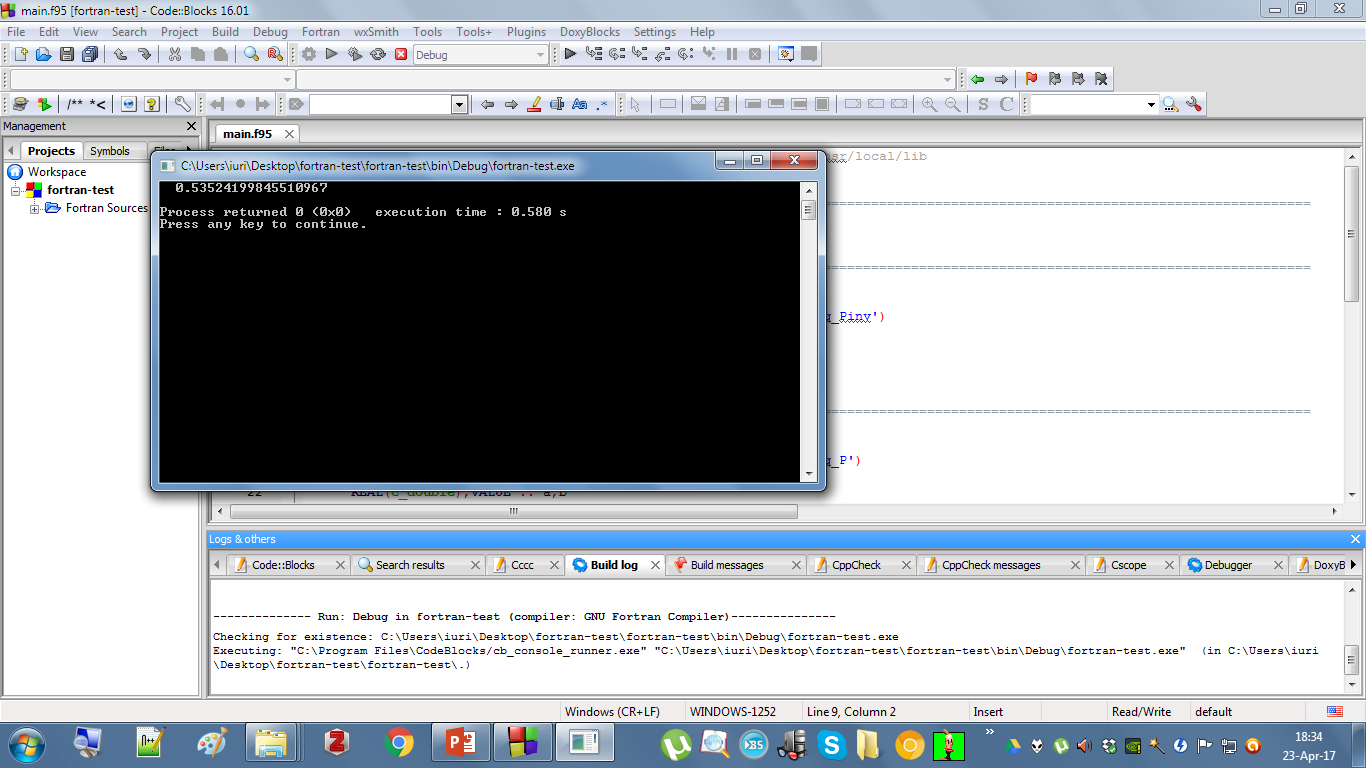 main.f95 [fortran-test] - Code::Blocks 16.01
File Edit View Search Project Build Debug Fortran wxSmith Tools Tools+ Plugins DoxyBlocks Settings Help
Debug
/** *<
Aa .*
S C
Management
main.f95
Projects Symbols Files
Workspace
fortran-test
Fortran Sources
usr/local/lib
C:\Users\iuri\Desktop\fortran-test\fortran-test\bin\Debug\fortran-test.exe
0.53524199845510967
Process returned 0 (0x0)   execution time : 0.580 s
Press any key to continue.
q_Pinv')
q_P')
22 REAL(c_double),VALUE :: a,b
Logs & others
Code::Blocks Search results Cccc Build log Build messages CppCheck CppCheck messages Cscope Debugger DoxyB
-------------- Run: Debug in fortran-test (compiler: GNU Fortran Compiler)---------------
Checking for existence: C:\Users\iuri\Desktop\fortran-test\fortran-test\bin\Debug\fortran-test.exe
Executing: "C:\Program Files\CodeBlocks/cb_console_runner.exe" "C:\Users\iuri\Desktop\fortran-test\fortran-test\bin\Debug\fortran-test.exe"  (in C:\Users\iuri
\Desktop\fortran-test\fortran-test\.)
Windows (CR+LF) WINDOWS-1252 Line 9, Column 2 Insert Read/Write default
18:34
23-Apr-17